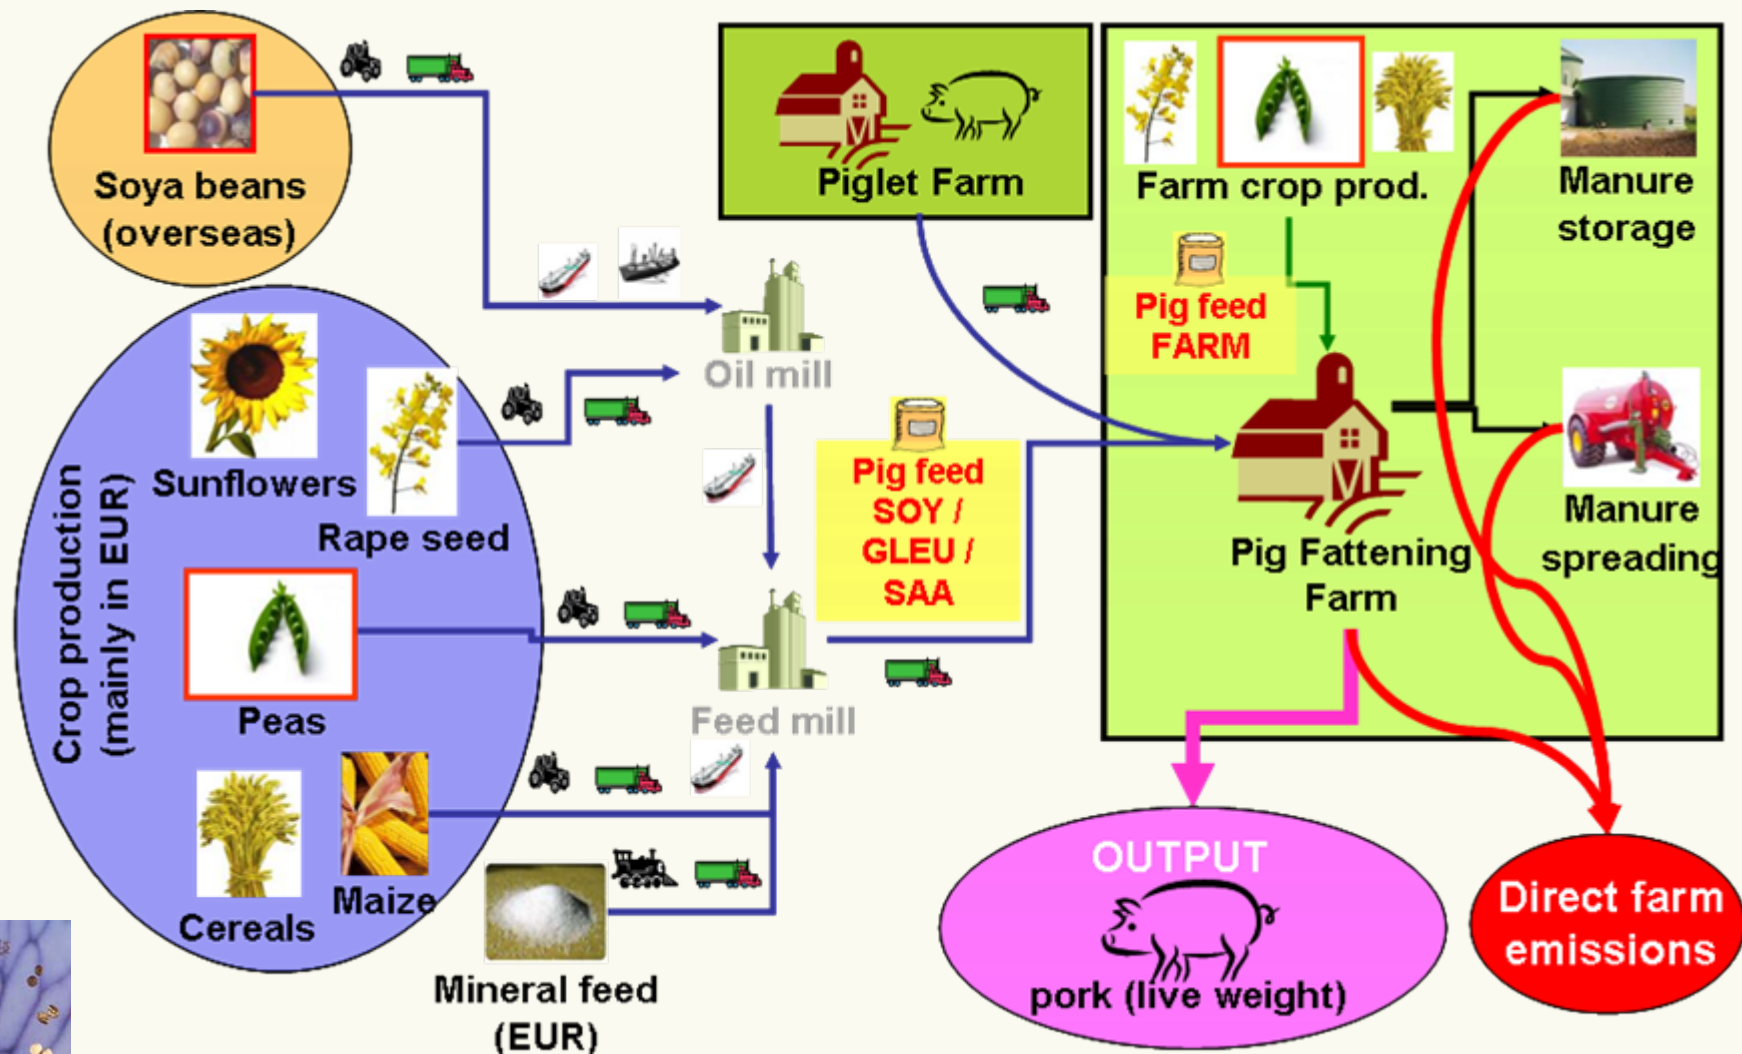 Soya beans
(overseas)
Piglet Farm
Farm crop prod.
Manure
storage
Pig feed
FARM
Oil mill
Sunflowers
Rape seed
Crop production
(mainly in EUR)
Pig feed
SOY /
GLEU /
SAA
Pig Fattening
Farm
Manure
spreading
Peas
Feed mill
Cereals
Maize
Mineral feed
(EUR)
OUTPUT
pork (live weight)
Direct farm
emissions